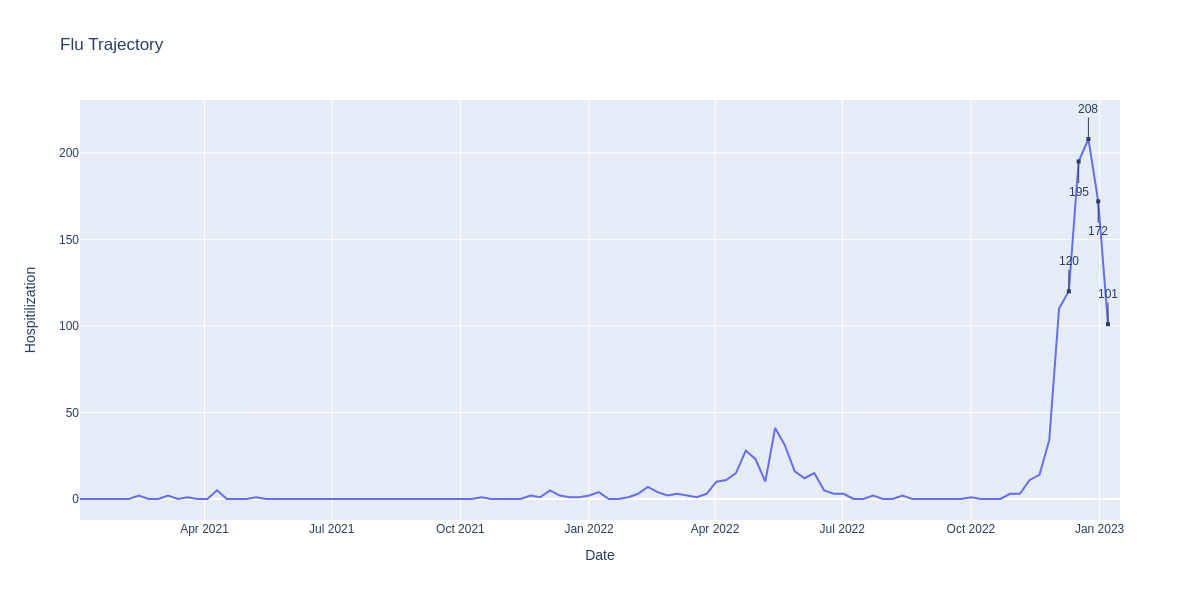 Flu Trajectory
208
200
195
172
150
120
101
100
50
0
Hospitilization
Apr 2021
Jul 2021
Oct 2021
Jan 2022
Apr 2022
Jul 2022
Oct 2022
Jan 2023
Date